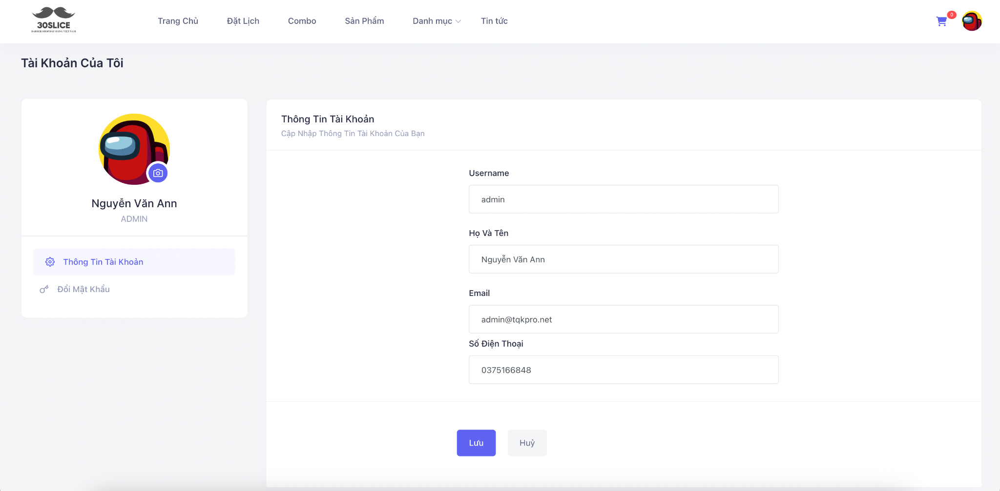 30SLICE
BARBER SHOP ĐẦU HÀNG VIỆT NAM
Trang Chủ
Đặt Lịch
Combo
Sản Phẩm
Danh mục
Tin tức
0
Tài Khoản Của Tôi
Nguyễn Văn Ann
ADMIN
Thông Tin Tài Khoản
Đổi Mật Khẩu
Thông Tin Tài Khoản
Cập Nhập Thông Tin Tài Khoản Của Bạn
Username
admin
Họ Và Tên
Nguyễn Văn Ann
Email
admin@tqkpro.net
Số Điện Thoại
0375166848
Lưu
Huỷ